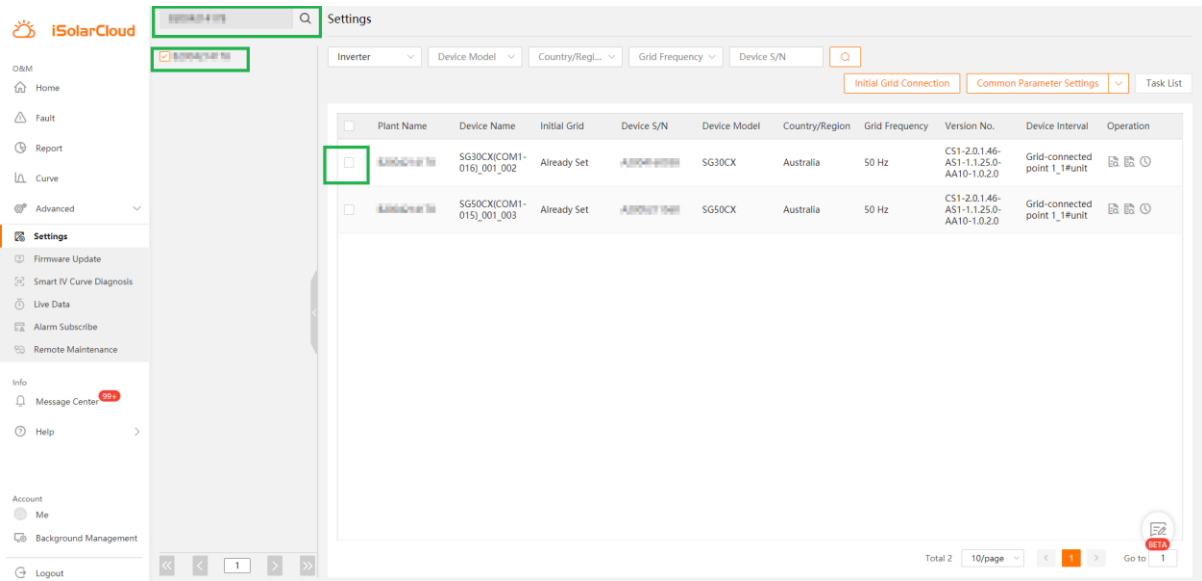 iSolarCloud
O&M
Home
Fault
Report
Curve
Advanced
Settings
Firmware Update
Smart IV Curve Diagnosis
Live Data
Alarm Subscribe
Remote Maintenance
Info
Message Center 99+
Help
Account
Me
Background Management
Logout
1
Settings
Inverter Device Model Country/Regi... Grid Frequency Device S/N
Initial Grid Connection Common Parameter Settings Task List
Plant Name Device Name Initial Grid Device S/N Device Model Country/Region Grid Frequency Version No. Device Interval Operation
SG30CX(COM1-016)_001_002 Already Set SG30CX Australia 50 Hz CS1-2.0.1.46-AS1-1.1.25.0-AA10-1.0.2.0 Grid-connected point 1_1#unit
SG50CX(COM1-015)_001_003 Already Set SG50CX Australia 50 Hz CS1-2.0.1.46-AS1-1.1.25.0-AA10-1.0.2.0 Grid-connected point 1_1#unit
BETA
Total 2 10/page 1 Go to 1